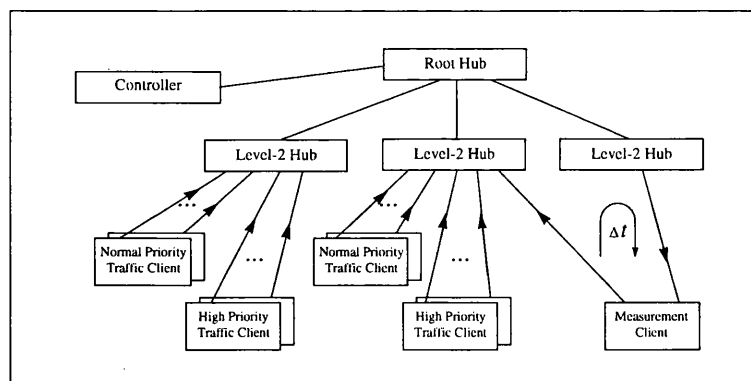 Root Hub
Controller
Level-2 Hub
Level-2 Hub
Level-2 Hub
...
...
Δt
Normal Priority
Traffic Client
...
Normal Priority
Traffic Client
...
High Priority
Traffic Client
High Priority
Traffic Client
Measurement
Client